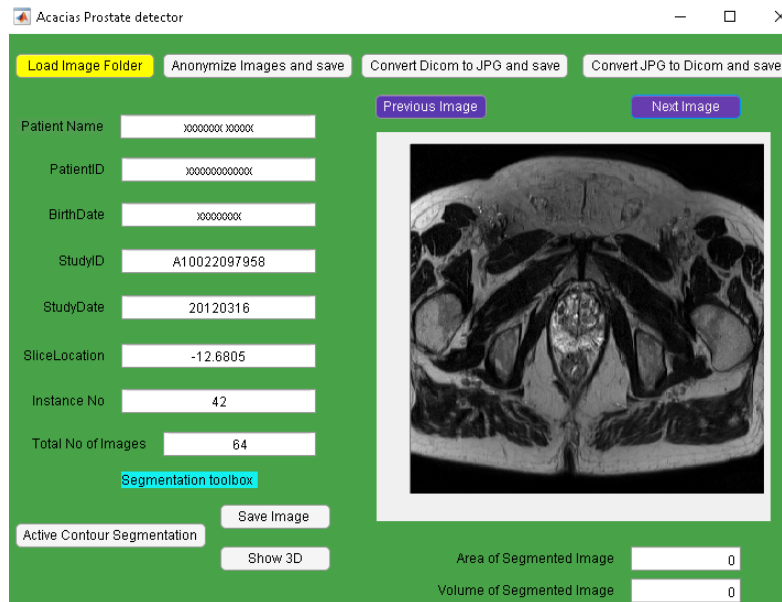 Acacias Prostate detector
Load Image Folder Anonymize Images and save Convert Dicom to JPG and save Convert JPG to Dicom and save
Previous Image Next Image
Patient Name xxxxxxx xxxxx
PatientID xxxxxxxxxxxx
BirthDate xxxxxxxx
StudyID A10022097958
StudyDate 20120316
SliceLocation -12.6805
Instance No 42
Total No of Images 64
Segmentation toolbox
Save Image
Active Contour Segmentation
Show 3D
Area of Segmented Image 0
Volume of Segmented Image 0